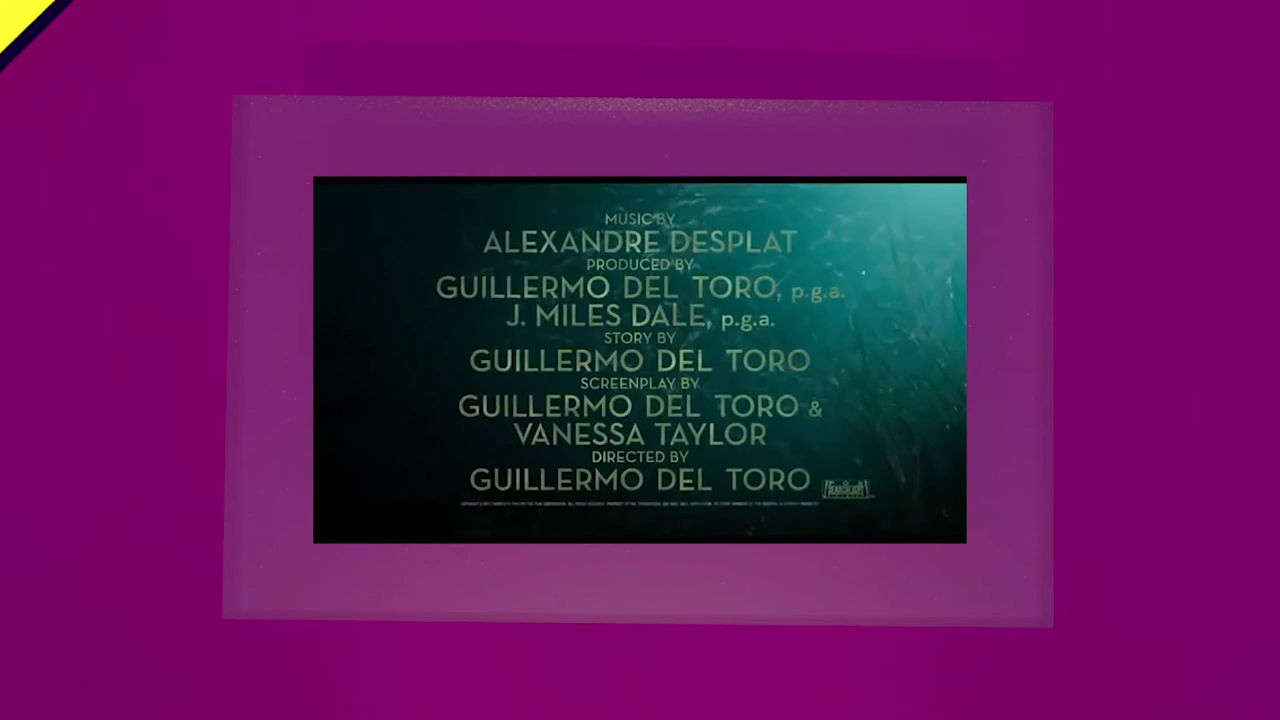 MUSIC BY
ALEXANDRE DESPLAT
PRODUCED BY
GUILLERMO DEL TORO, p.g.a.
J. MILES DALE, p.g.a.
STORY BY
GUILLERMO DEL TORO
SCREENPLAY BY
GUILLERMO DEL TORO &
VANESSA TAYLOR
DIRECTED BY
GUILLERMO DEL TORO